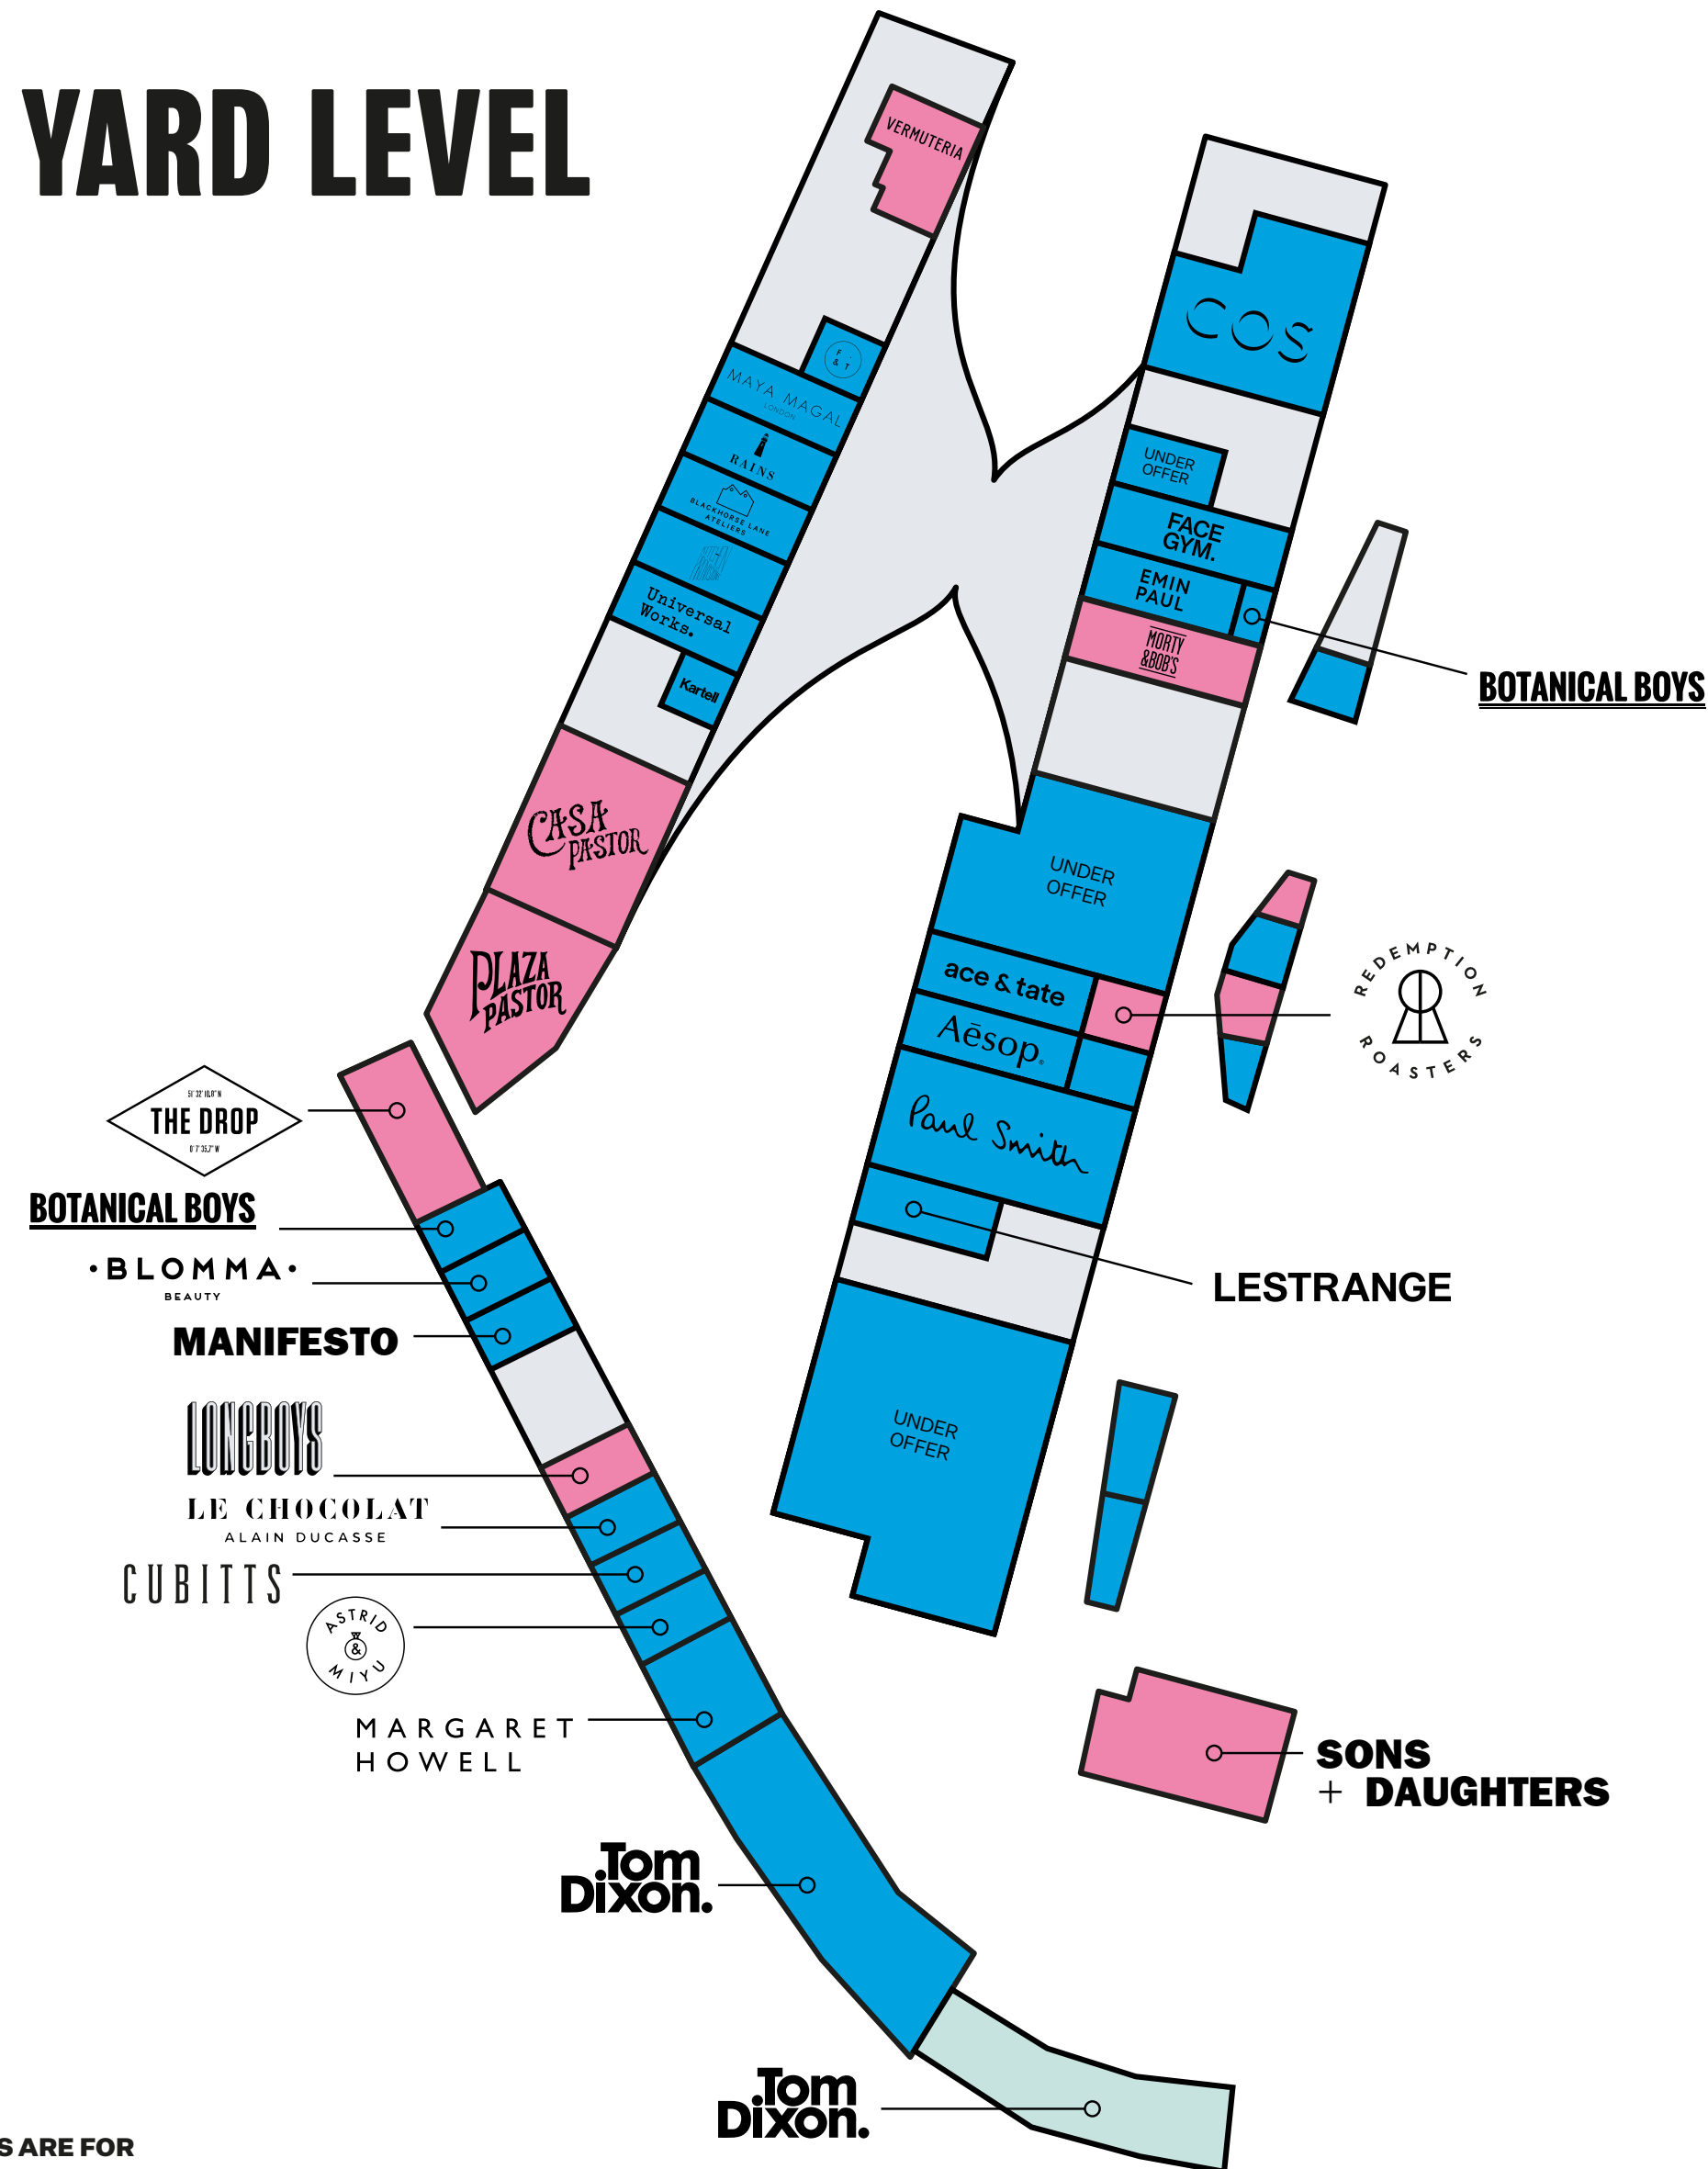 YARD LEVEL
VERMUTERIA
COS
F
& T
MAYA MAGAL
LONDON
RAINS
BLACKHORSE LANE
ATELIERS
Universal
Works.
Kartell
UNDER
OFFER
FACE
GYM.
EMIN
PAUL
MORTY
&BOB'S
BOTANICAL BOYS
CASA
PASTOR
PLAZA
PASTOR
UNDER
OFFER
ace & tate
Aēsop.
REDEMPTION
ROASTERS
Paul Smith
LESTRANGE
UNDER
OFFER
THE DROP
BOTANICAL BOYS
•BLOMMA•
BEAUTY
MANIFESTO
LONGBOYS
LE CHOCOLAT
ALAIN DUCASSE
CUBITTS
ASTRID
&
MIYU
MARGARET
HOWELL
SONS
+ DAUGHTERS
Tom
Dixon.
Tom
Dixon.
S ARE FOR